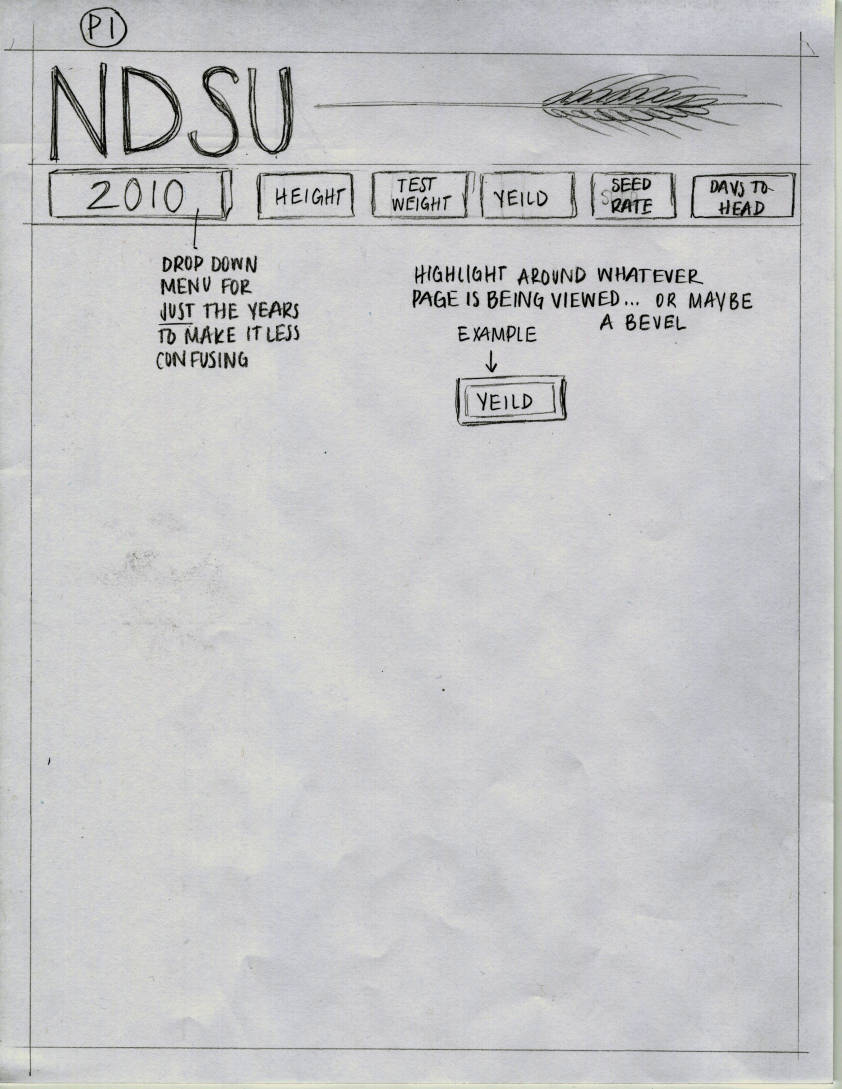 P1
NDSU
2010
HEIGHT
TEST
WEIGHT
YEILD
SEED
RATE
DAYS TO
HEAD
DROP DOWN
MENU FOR
JUST THE YEARS
TO MAKE IT LESS
CONFUSING
HIGHLIGHT AROUND WHATEVER
PAGE IS BEING VIEWED... OR MAYBE
A BEVEL
EXAMPLE
YEILD